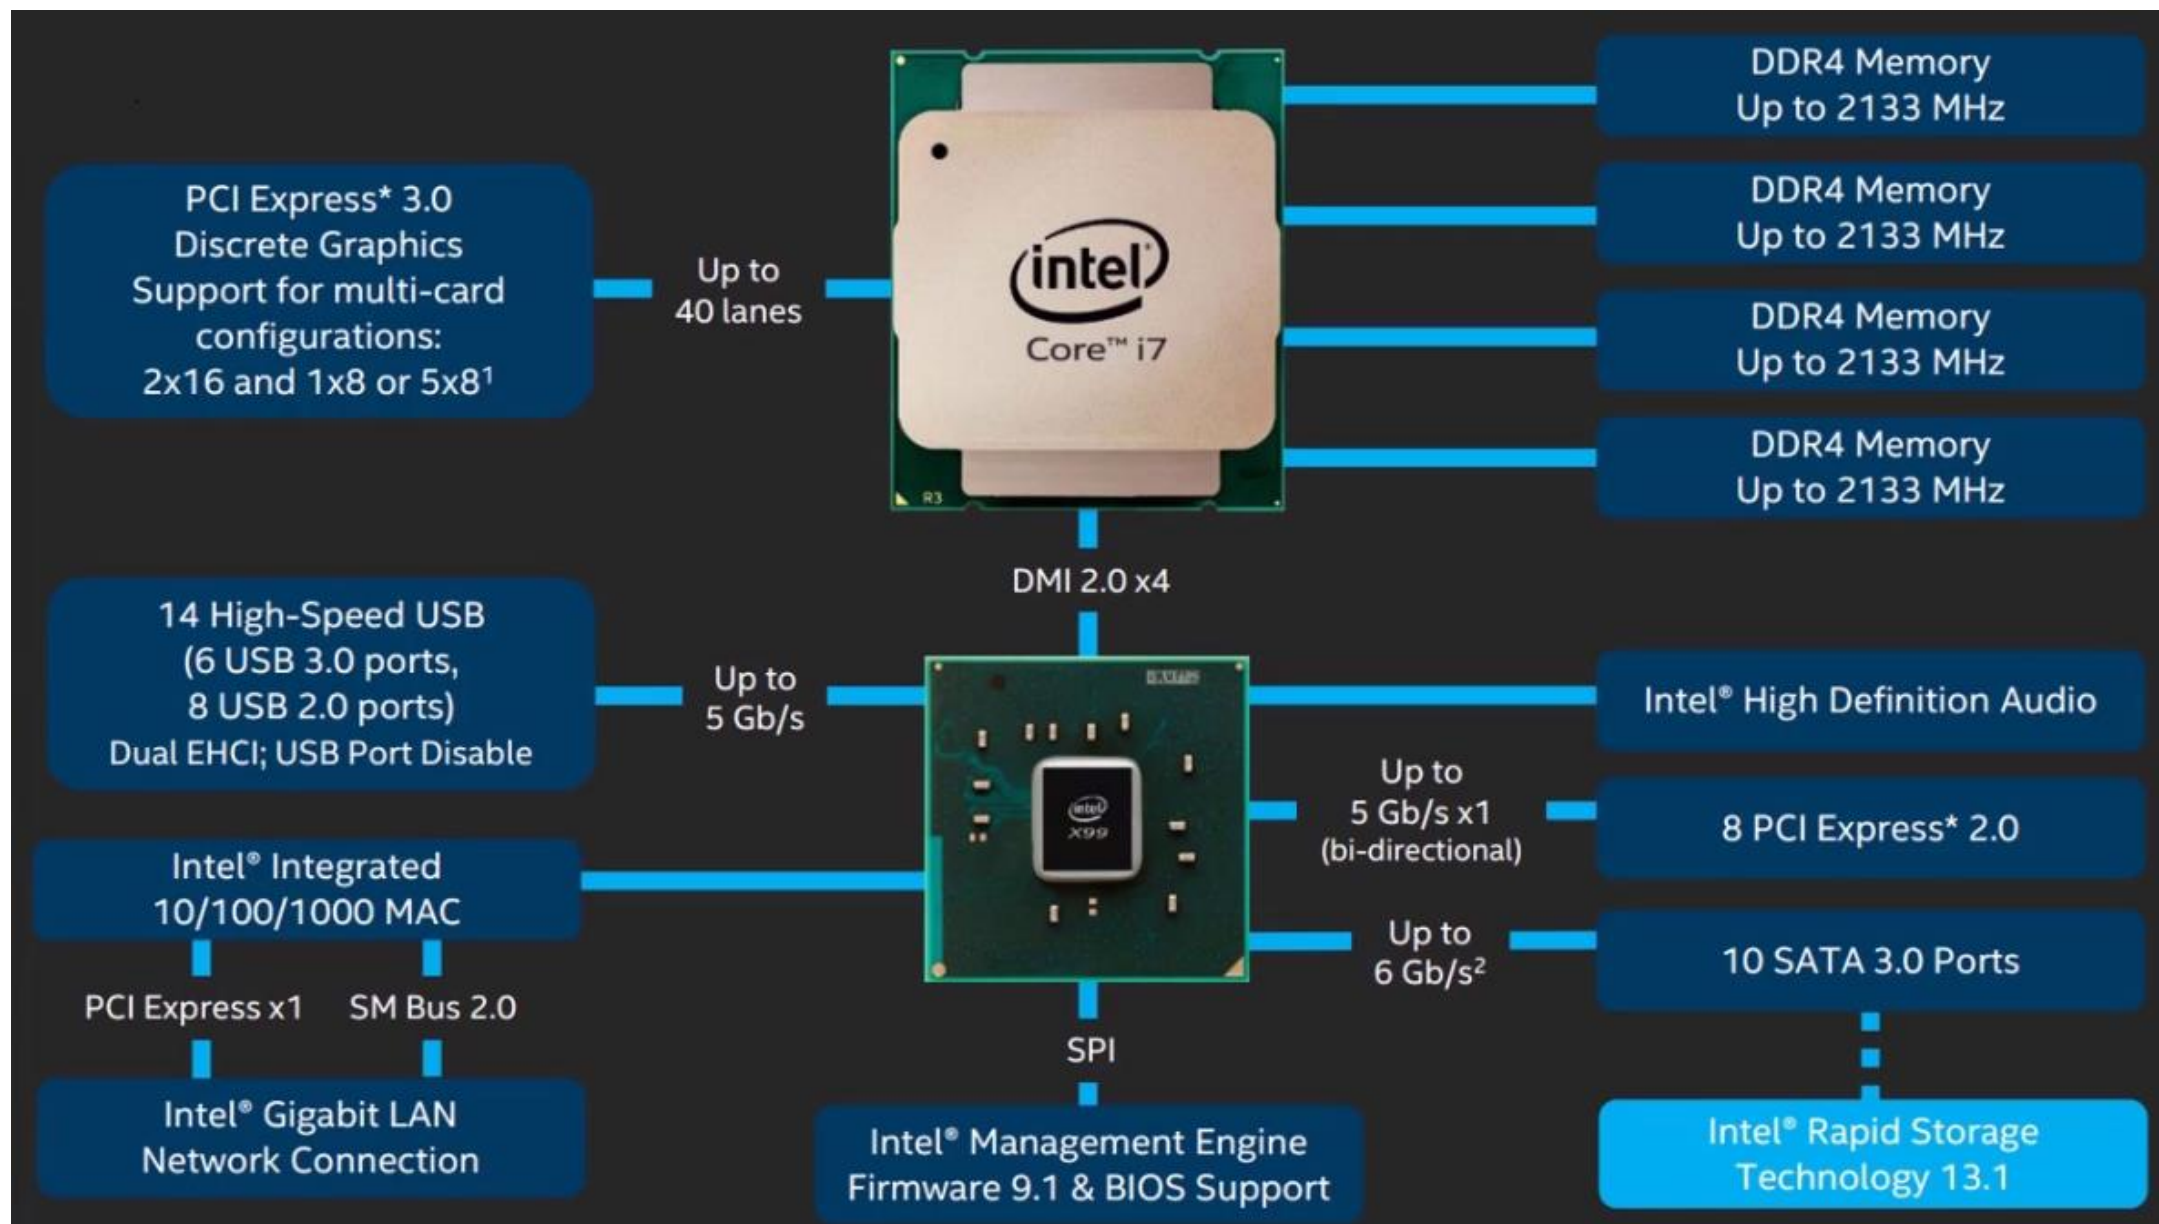 DDR4 Memory
Up to 2133 MHz
DDR4 Memory
Up to 2133 MHz
DDR4 Memory
Up to 2133 MHz
DDR4 Memory
Up to 2133 MHz
PCI Express* 3.0
Discrete Graphics
Support for multi-card
configurations:
2x16 and 1x8 or 5x8¹
Up to
40 lanes
intel®
Core™ i7
R3
DMI 2.0 x4
14 High-Speed USB
(6 USB 3.0 ports,
8 USB 2.0 ports)
Dual EHCI; USB Port Disable
Up to
5 Gb/s
intel
X99
Intel® High Definition Audio
Up to
5 Gb/s x1
(bi-directional)
8 PCI Express* 2.0
Intel® Integrated
10/100/1000 MAC
Up to
6 Gb/s²
10 SATA 3.0 Ports
PCI Express x1
SM Bus 2.0
SPI
Intel® Gigabit LAN
Network Connection
Intel® Management Engine
Firmware 9.1 & BIOS Support
Intel® Rapid Storage
Technology 13.1